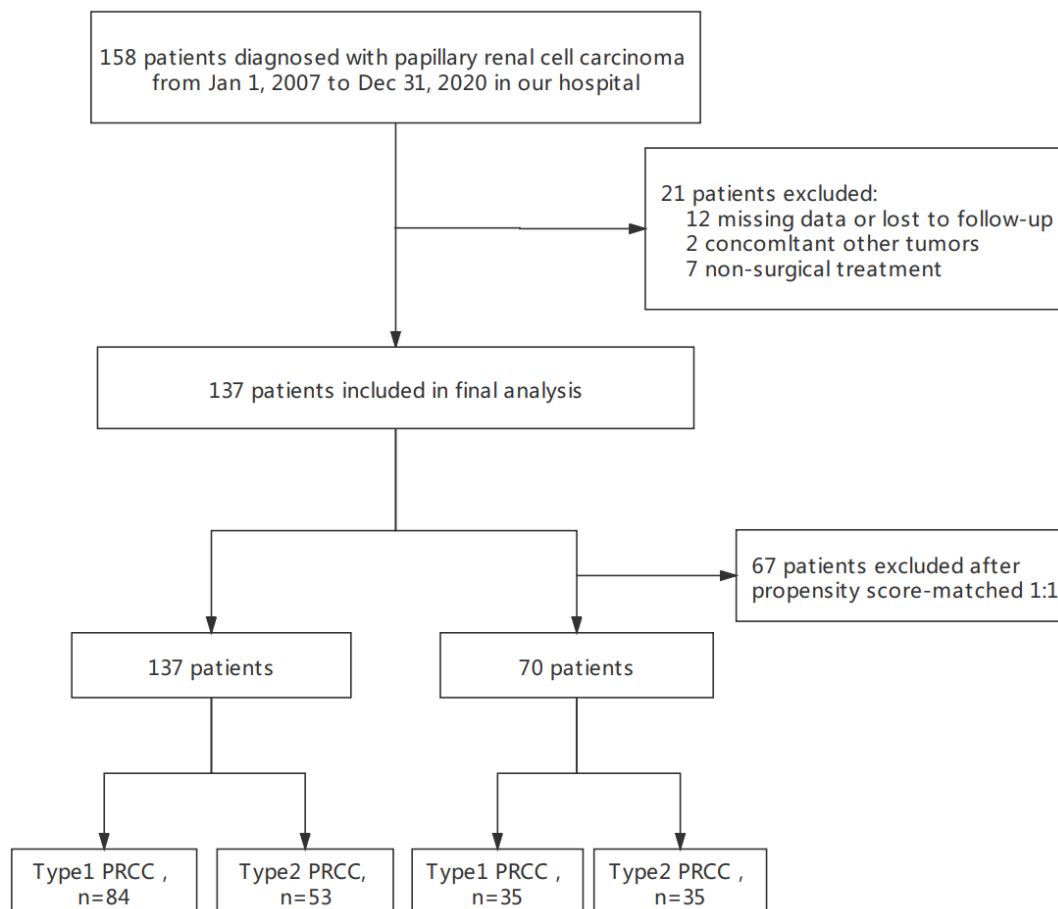 158 patients diagnosed with papillary renal cell carcinoma
from Jan 1, 2007 to Dec 31, 2020 in our hospital
21 patients excluded:
12 missing data or lost to follow-up
2 concomltant other tumors
7 non-surgical treatment
137 patients included in final analysis
67 patients excluded after
propensity score-matched 1:1
137 patients
70 patients
Type1 PRCC ,
n=84
Type2 PRCC,
n=53
Type1 PRCC ,
n=35
Type2 PRCC ,
n=35